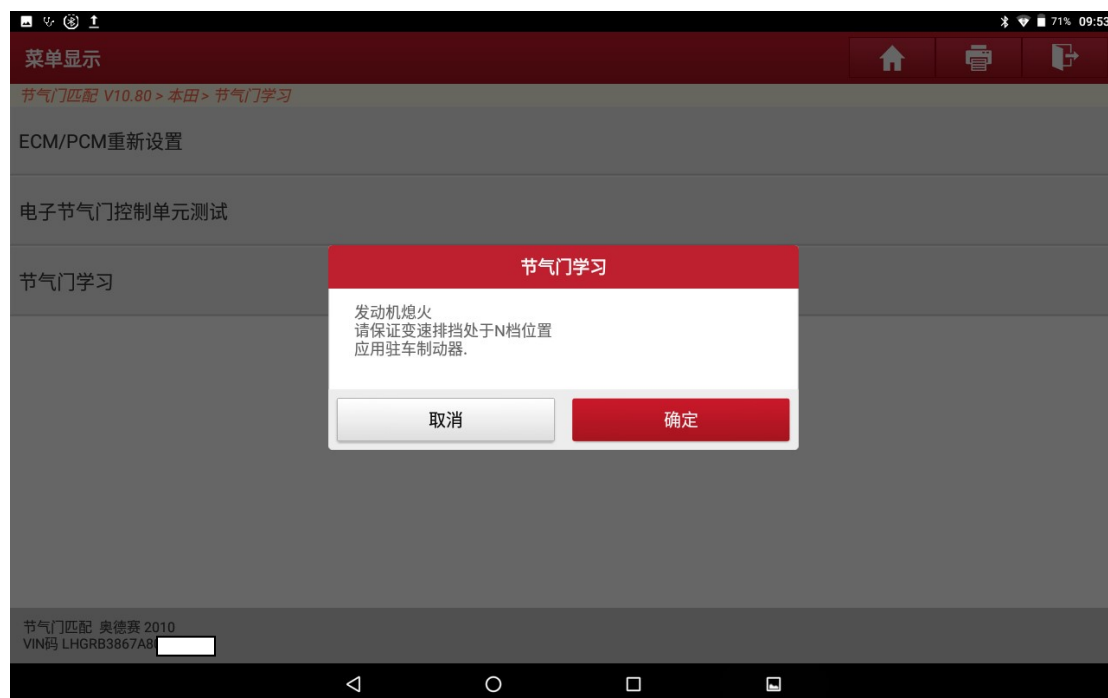 71% 09:53
菜单显示
节气门匹配 V10.80 > 本田 > 节气门学习
ECM/PCM重新设置
电子节气门控制单元测试
节气门学习
节气门学习
发动机熄火
请保证变速排挡处于N档位置
应用驻车制动器.
取消
确定
节气门匹配 奥德赛 2010
VIN码 LHGRB3867A8